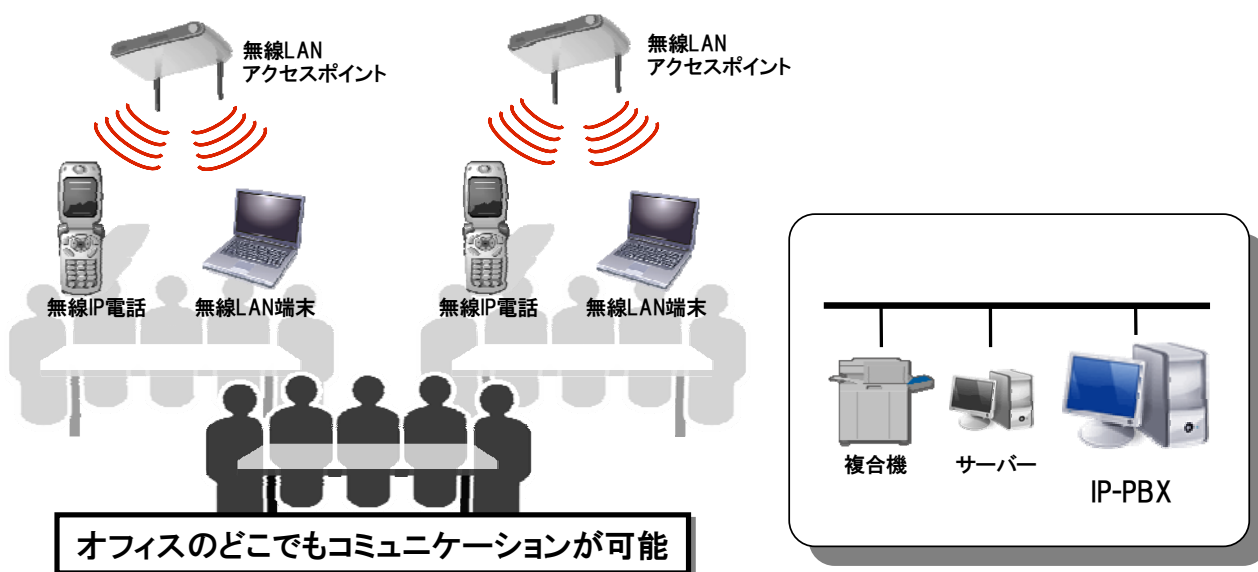 無線LAN
アクセスポイント
無線LAN
アクセスポイント
無線IP電話
無線LAN端末
無線IP電話
無線LAN端末
オフィスのどこでもコミュニケーションが可能
複合機
サーバー
IP-PBX